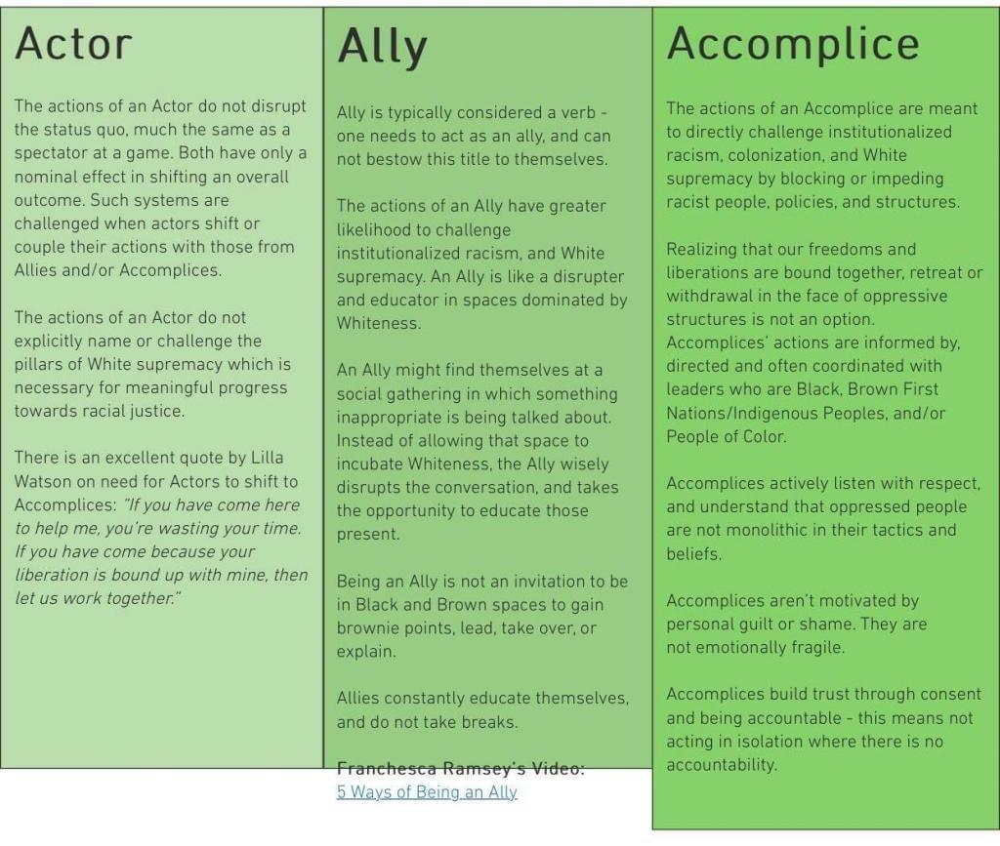 Actor
The actions of an Actor do not disrupt
the status quo, much the same as a
spectator at a game. Both have only a
nominal effect in shifting an overall
outcome. Such systems are
challenged when actors shift or
couple their actions with those from
Allies and/or Accomplices.
The actions of an Actor do not
explicitly name or challenge the
pillars of White supremacy which is
necessary for meaningful progress
towards racial justice.
There is an excellent quote by Lilla
Watson on need for Actors to shift to
Accomplices: “If you have come here
to help me, you’re wasting your time.
If you have come because your
liberation is bound up with mine, then
let us work together.”
Ally
Ally is typically considered a verb -
one needs to act as an ally, and can
not bestow this title to themselves.
The actions of an Ally have greater
likelihood to challenge
institutionalized racism, and White
supremacy. An Ally is like a disrupter
and educator in spaces dominated by
Whiteness.
An Ally might find themselves at a
social gathering in which something
inappropriate is being talked about.
Instead of allowing that space to
incubate Whiteness, the Ally wisely
disrupts the conversation, and takes
the opportunity to educate those
present.
Being an Ally is not an invitation to be
in Black and Brown spaces to gain
brownie points, lead, take over, or
explain.
Allies constantly educate themselves,
and do not take breaks.
Franchesca Ramsey’s Video:
5 Ways of Being an Ally
Accomplice
The actions of an Accomplice are meant
to directly challenge institutionalized
racism, colonization, and White
supremacy by blocking or impeding
racist people, policies, and structures.
Realizing that our freedoms and
liberations are bound together, retreat or
withdrawal in the face of oppressive
structures is not an option.
Accomplices’ actions are informed by,
directed and often coordinated with
leaders who are Black, Brown First
Nations/Indigenous Peoples, and/or
People of Color.
Accomplices actively listen with respect,
and understand that oppressed people
are not monolithic in their tactics and
beliefs.
Accomplices aren’t motivated by
personal guilt or shame. They are
not emotionally fragile.
Accomplices build trust through consent
and being accountable - this means not
acting in isolation where there is no
accountability.